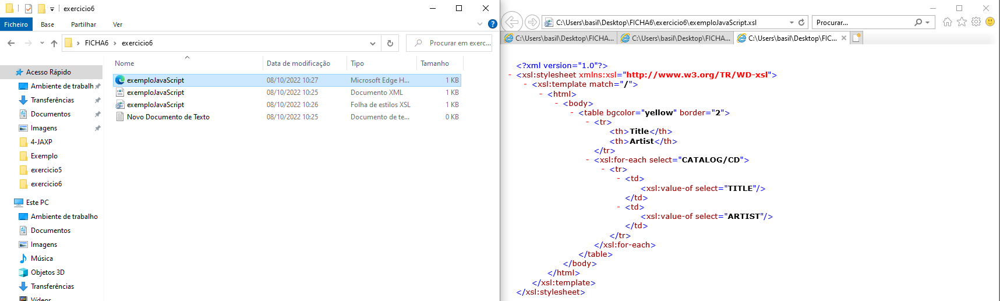 exercicio6
Ficheiro Base Partilhar Ver
FICHA6 exercicio6
Procurar em exerc...
Nome Data de modificação Tipo Tamanho
exemploJavaScript 08/10/2022 10:27 Microsoft Edge H... 1 KB
exemploJavaScript 08/10/2022 10:25 Documento XML 1 KB
exemploJavaScript 08/10/2022 10:26 Folha de estilos XSL 1 KB
Novo Documento de Texto 08/10/2022 10:25 Documento de te... 0 KB
Acesso Rápido
Ambiente de trabalh
Transferências
Documentos
Imagens
4-JAXP
Exemplo
exercicio5
exercicio6
Este PC
Ambiente de trabalho
Documentos
Imagens
Música
Objetos 3D
Transferências
Vídeos
C:\Users\basil\Desktop\FICHA6\exercicio6\exemploJavaScript.xsl
Procurar...
C:\Users\basil\Desktop\FICHA... C:\Users\basil\Desktop\FICHA... C:\Users\basil\Desktop\FIC...
<?xml version="1.0"?>
- <xsl:stylesheet xmlns:xsl="http://www.w3.org/TR/WD-xsl">
- <xsl:template match="/">
- <html>
- <body>
- <table bgcolor="yellow" border="2">
- <tr>
<th>Title</th>
<th>Artist</th>
</tr>
- <xsl:for-each select="CATALOG/CD">
- <tr>
- <td>
<xsl:value-of select="TITLE"/>
</td>
- <td>
<xsl:value-of select="ARTIST"/>
</td>
</tr>
</xsl:for-each>
</table>
</body>
</html>
</xsl:template>
</xsl:stylesheet>